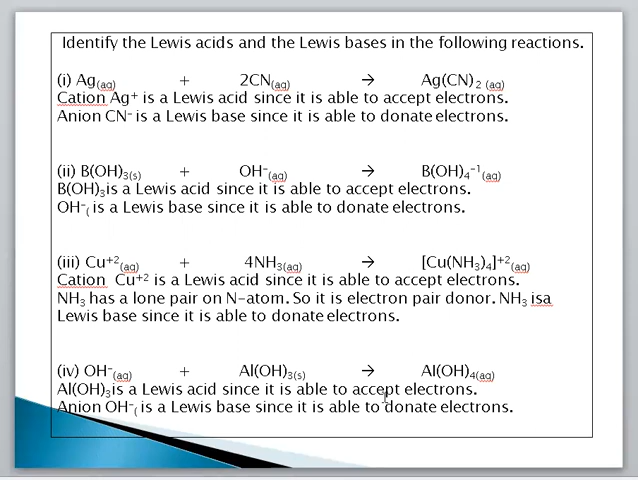 Identify the Lewis acids and the Lewis bases in the following reactions.
(i) Ag(aq) + 2CN(aq) → Ag(CN)2 (aq)
Cation Ag+ is a Lewis acid since it is able to accept electrons.
Anion CN- is a Lewis base since it is able to donate electrons.
(ii) B(OH)3(s) + OH-(aq) → B(OH)4-1(aq)
B(OH)3is a Lewis acid since it is able to accept electrons.
OH-( is a Lewis base since it is able to donate electrons.
(iii) Cu+2(aq) + 4NH3(aq) → [Cu(NH3)4]+2(aq)
Cation Cu+2 is a Lewis acid since it is able to accept electrons.
NH3 has a lone pair on N-atom. So it is electron pair donor. NH3 isa
Lewis base since it is able to donate electrons.
(iv) OH-(aq) + Al(OH)3(s) → Al(OH)4(aq)
Al(OH)3is a Lewis acid since it is able to accept electrons.
Anion OH-( is a Lewis base since it is able to donate electrons.